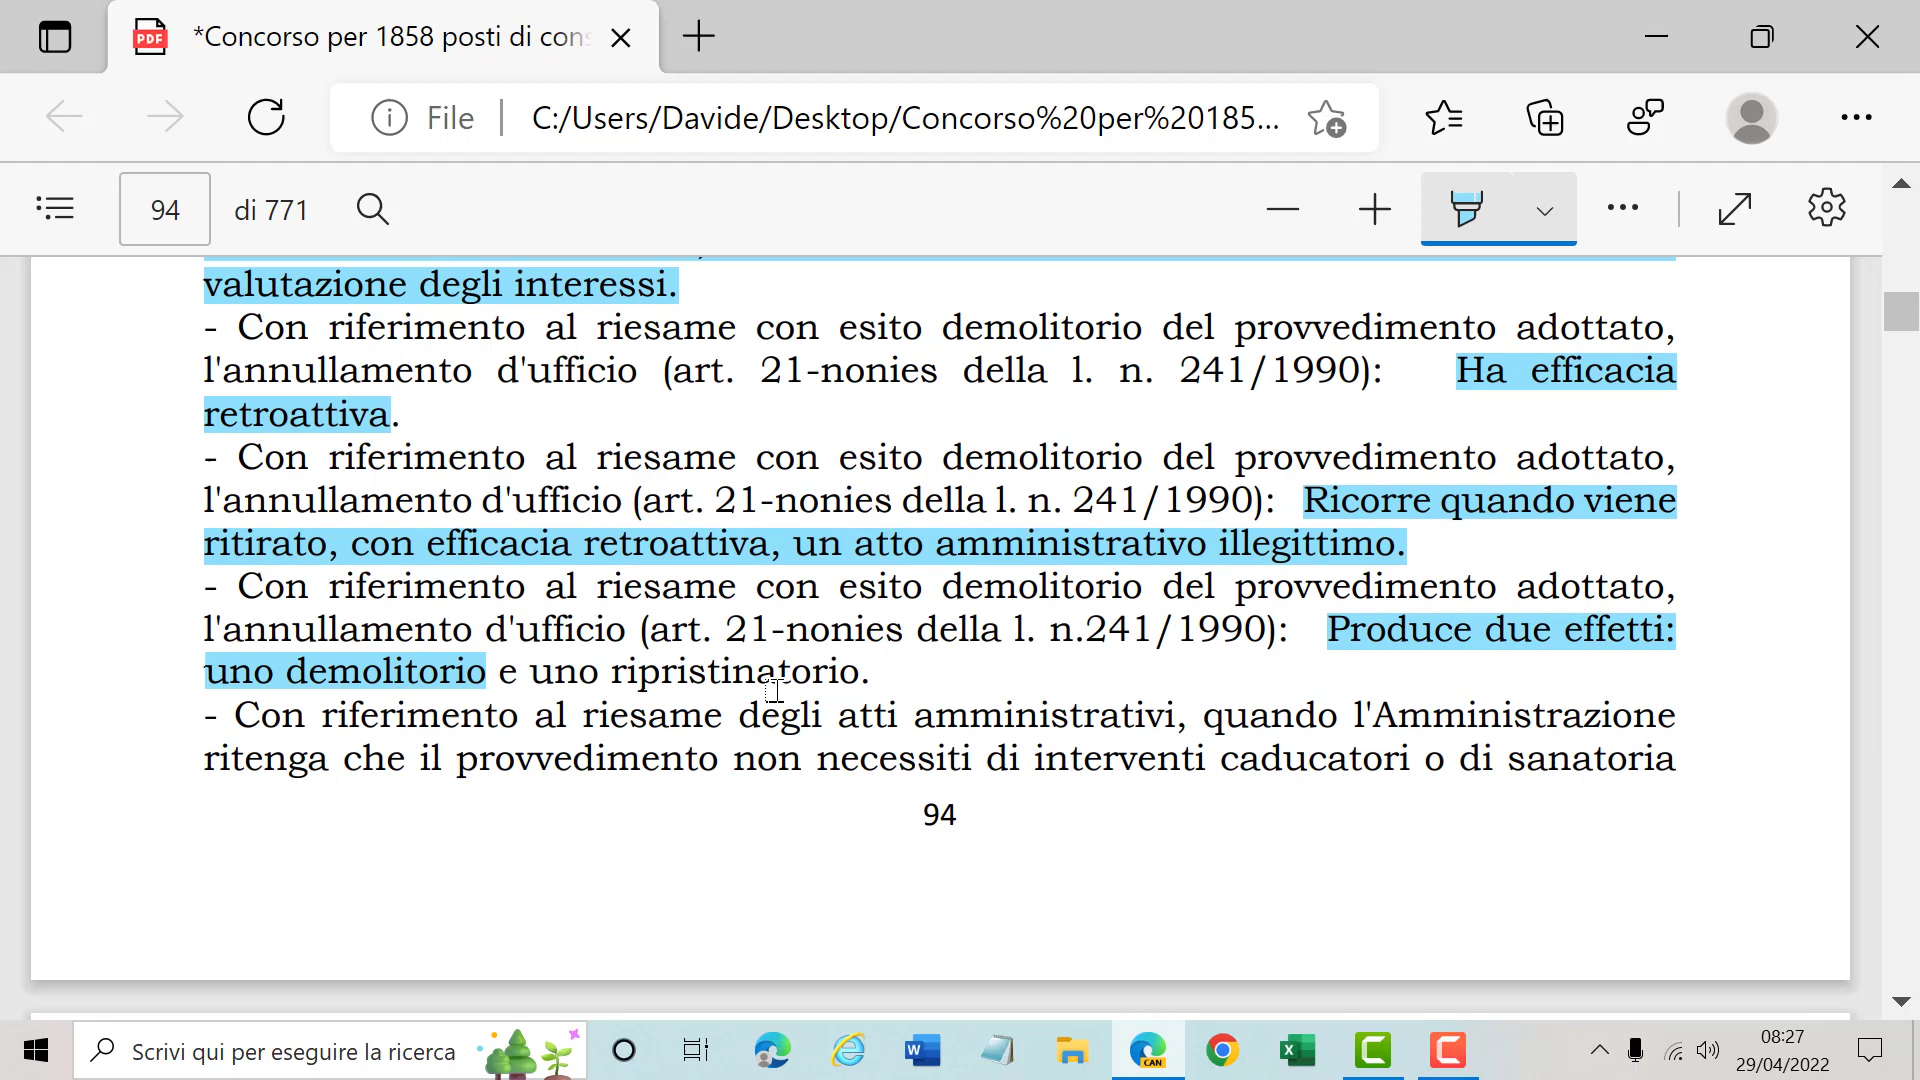 *Concorso per 1858 posti di cons
File
C:/Users/Davide/Desktop/Concorso%20per%20185...
94
di 771
valutazione degli interessi.
- Con riferimento al riesame con esito demolitorio del provvedimento adottato,
l'annullamento d'ufficio (art. 21-nonies della l. n. 241/1990): Ha efficacia
retroattiva.
- Con riferimento al riesame con esito demolitorio del provvedimento adottato,
l'annullamento d'ufficio (art. 21-nonies della l. n. 241/1990): Ricorre quando viene
ritirato, con efficacia retroattiva, un atto amministrativo illegittimo.
- Con riferimento al riesame con esito demolitorio del provvedimento adottato,
l'annullamento d'ufficio (art. 21-nonies della l. n.241/1990): Produce due effetti:
uno demolitorio e uno ripristinatorio.
- Con riferimento al riesame degli atti amministrativi, quando l'Amministrazione
ritenga che il provvedimento non necessiti di interventi caducatori o di sanatoria
94
Scrivi qui per eseguire la ricerca
08:27
29/04/2022